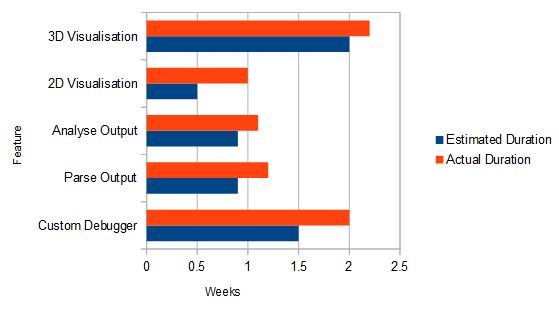 3D Visualisation
2D Visualisation
Analyse Output
Parse Output
Custom Debugger
Feature
0 0.5 1 1.5 2 2.5
Weeks
Estimated Duration
Actual Duration